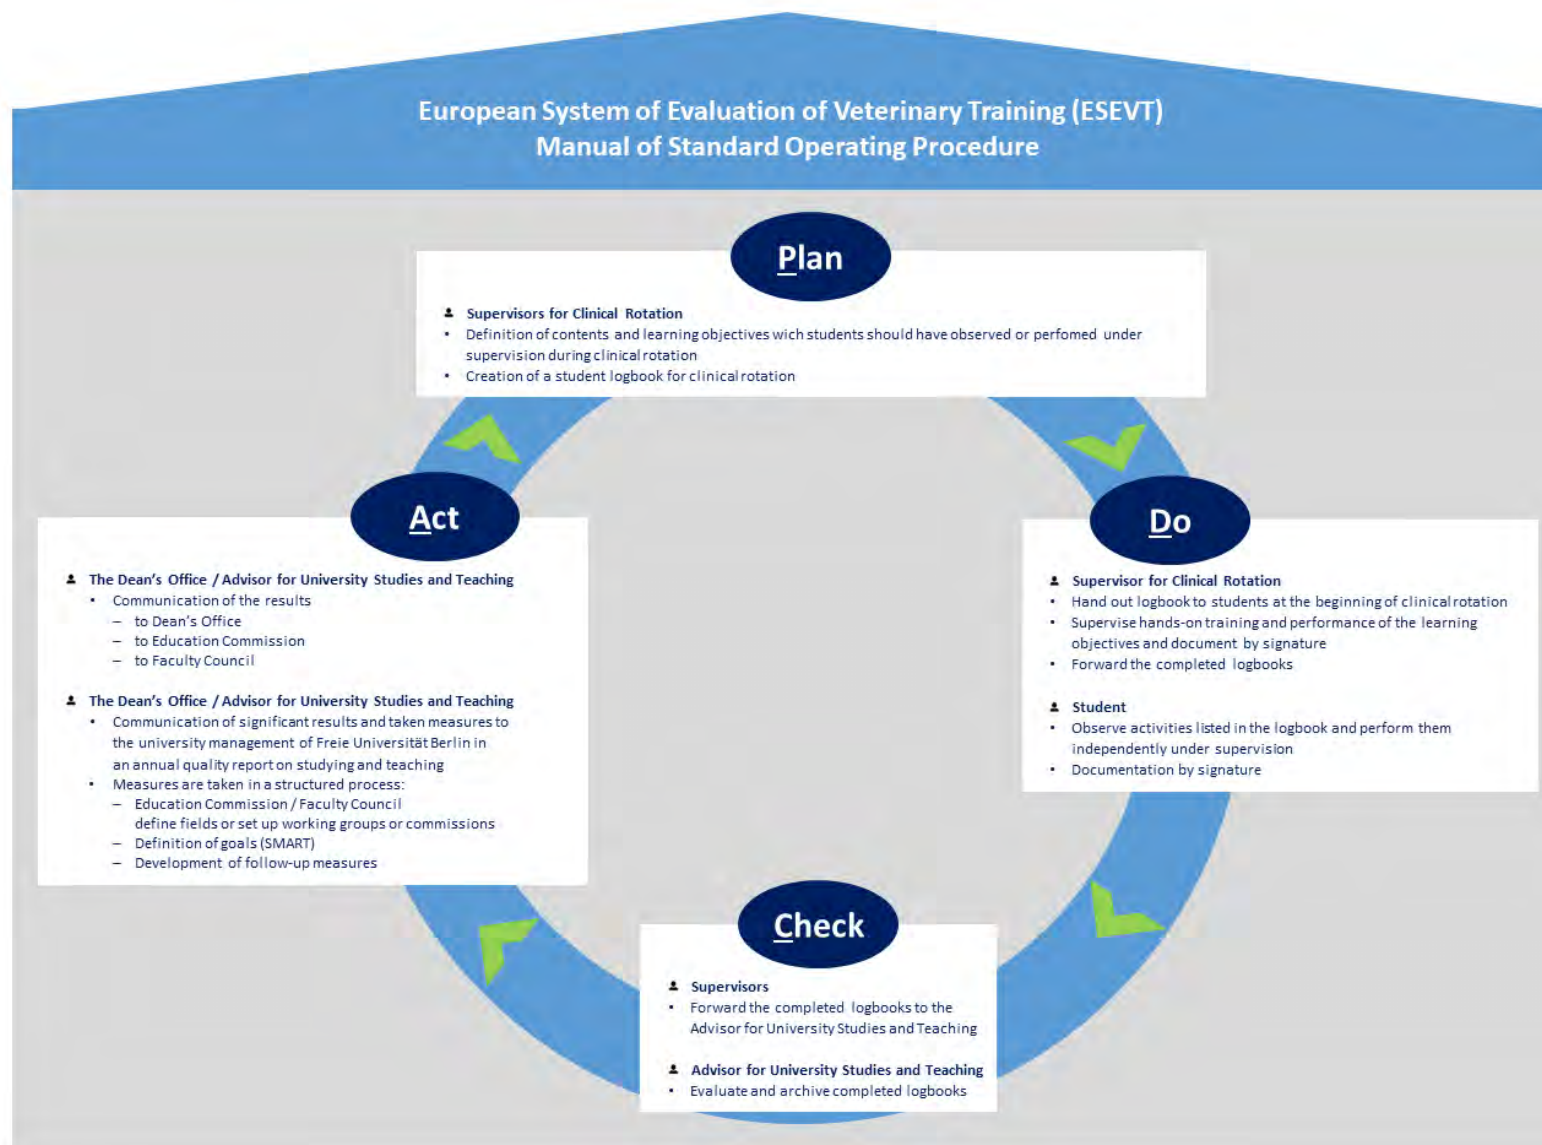 European System of Evaluation of Veterinary Training (ESEVT)
Manual of Standard Operating Procedure
Plan
Supervisors for Clinical Rotation
• Definition of contents and learning objectives wich students should have observed or perfomed under
supervision during clinical rotation
• Creation of a student logbook for clinical rotation
Act
The Dean's Office / Advisor for University Studies and Teaching
• Communication of the results
– to Dean's Office
– to Education Commission
– to Faculty Council
The Dean's Office / Advisor for University Studies and Teaching
• Communication of significant results and taken measures to
the university management of Freie Universität Berlin in
an annual quality report on studying and teaching
• Measures are taken in a structured process:
– Education Commission / Faculty Council
define fields or set up working groups or commissions
– Definition of goals (SMART)
– Development of follow-up measures
Do
Supervisor for Clinical Rotation
• Hand out logbook to students at the beginning of clinical rotation
• Supervise hands-on training and performance of the learning
objectives and document by signature
• Forward the completed logbooks
Student
• Observe activities listed in the logbook and perform them
independently under supervision
• Documentation by signature
Check
Supervisors
• Forward the completed logbooks to the
Advisor for University Studies and Teaching
Advisor for University Studies and Teaching
• Evaluate and archive completed logbooks